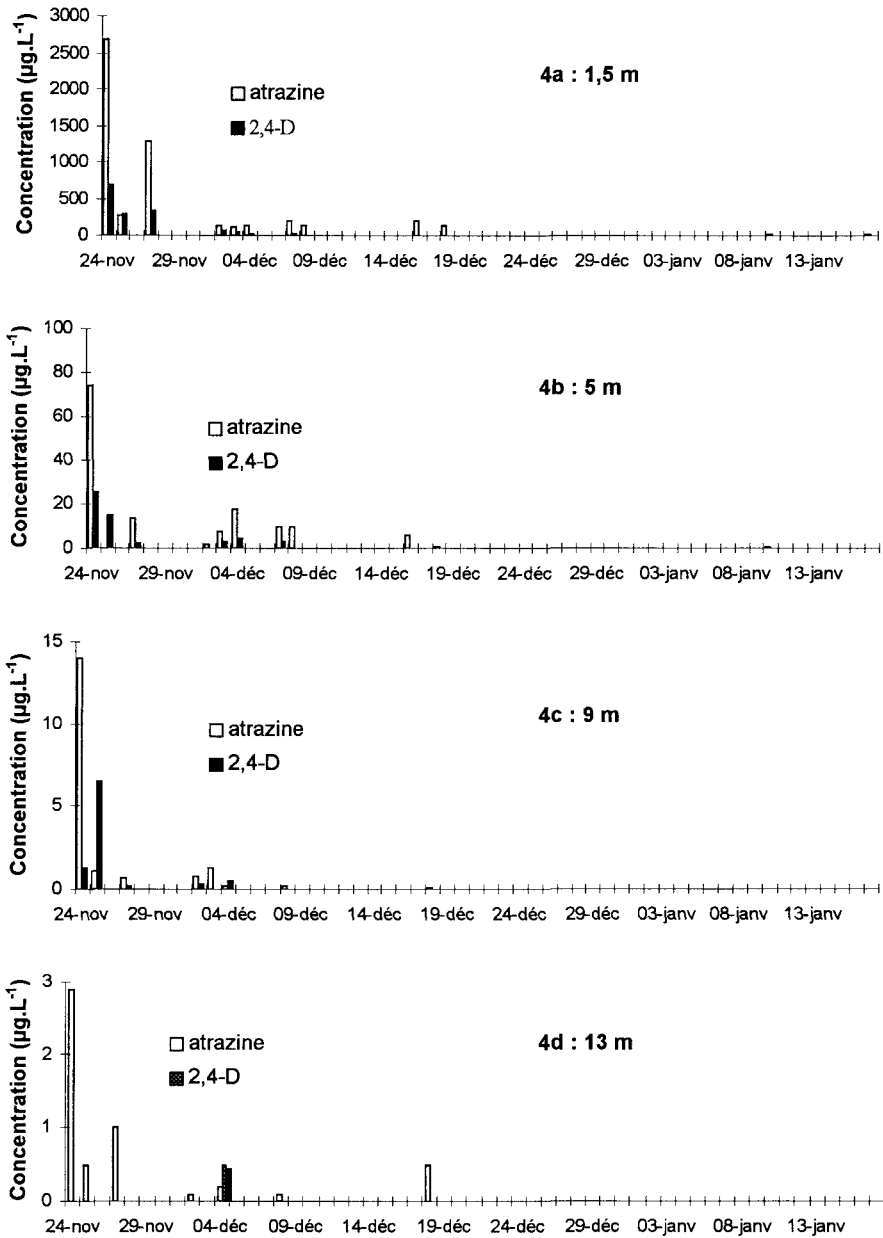 3000
2500
2000
1500
1000
500
0
Concentration (µg.L⁻¹)
4a : 1,5 m
atrazine
2,4-D
24-nov 29-nov 04-déc 09-déc 14-déc 19-déc 24-déc 29-déc 03-janv 08-janv 13-janv
100
80
60
40
20
0
Concentration (µg.L⁻¹)
4b : 5 m
atrazine
2,4-D
24-nov 29-nov 04-déc 09-déc 14-déc 19-déc 24-déc 29-déc 03-janv 08-janv 13-janv
15
10
5
0
Concentration (µg.L⁻¹)
4c : 9 m
atrazine
2,4-D
24-nov 29-nov 04-déc 09-déc 14-déc 19-déc 24-déc 29-déc 03-janv 08-janv 13-janv
3
2
1
0
Concentration (µg.L⁻¹)
4d : 13 m
atrazine
2,4-D
24-nov 29-nov 04-déc 09-déc 14-déc 19-déc 24-déc 29-déc 03-janv 08-janv 13-janv